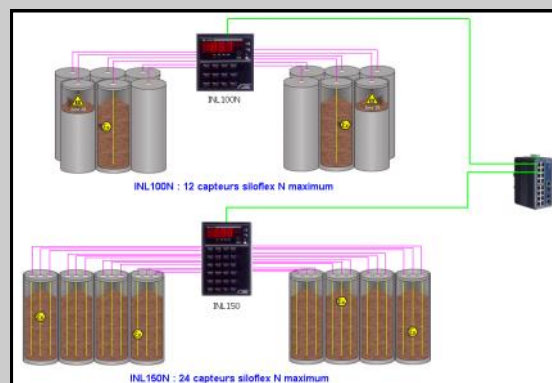 INL100N
INL100N : 12 capteurs siloflex N maximum
INL150
INL150N : 24 capteurs siloflex N maximum